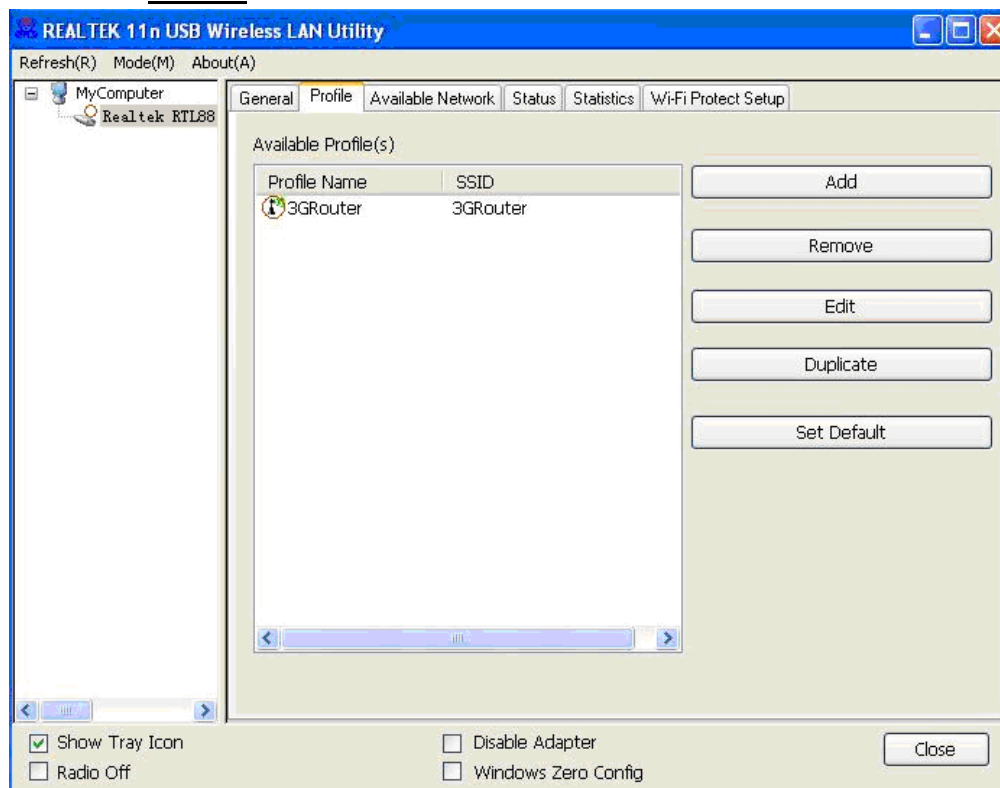 REALTEK 11n USB Wireless LAN Utility
Refresh(R) Mode(M) About(A)
MyComputer
Realtek RTL88
General Profile Available Network Status Statistics Wi-Fi Protect Setup
Available Profile(s)
Profile Name SSID
3GRouter 3GRouter
Add
Remove
Edit
Duplicate
Set Default
Show Tray Icon
Radio Off
Disable Adapter
Windows Zero Config
Close